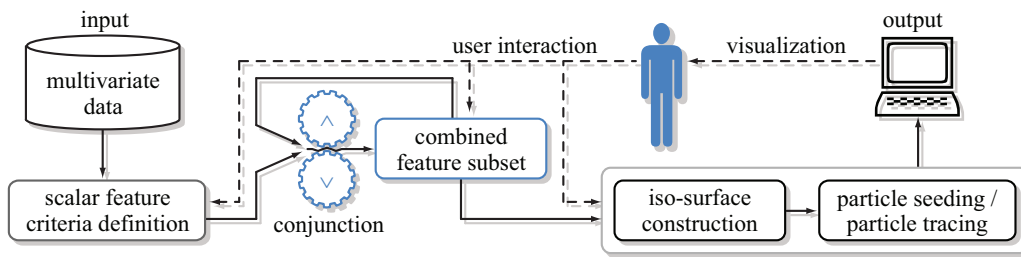 input
multivariate
data
scalar feature
criteria definition
∧
∨
conjunction
user interaction
combined
feature subset
visualization
output
iso-surface
construction
particle seeding /
particle tracing